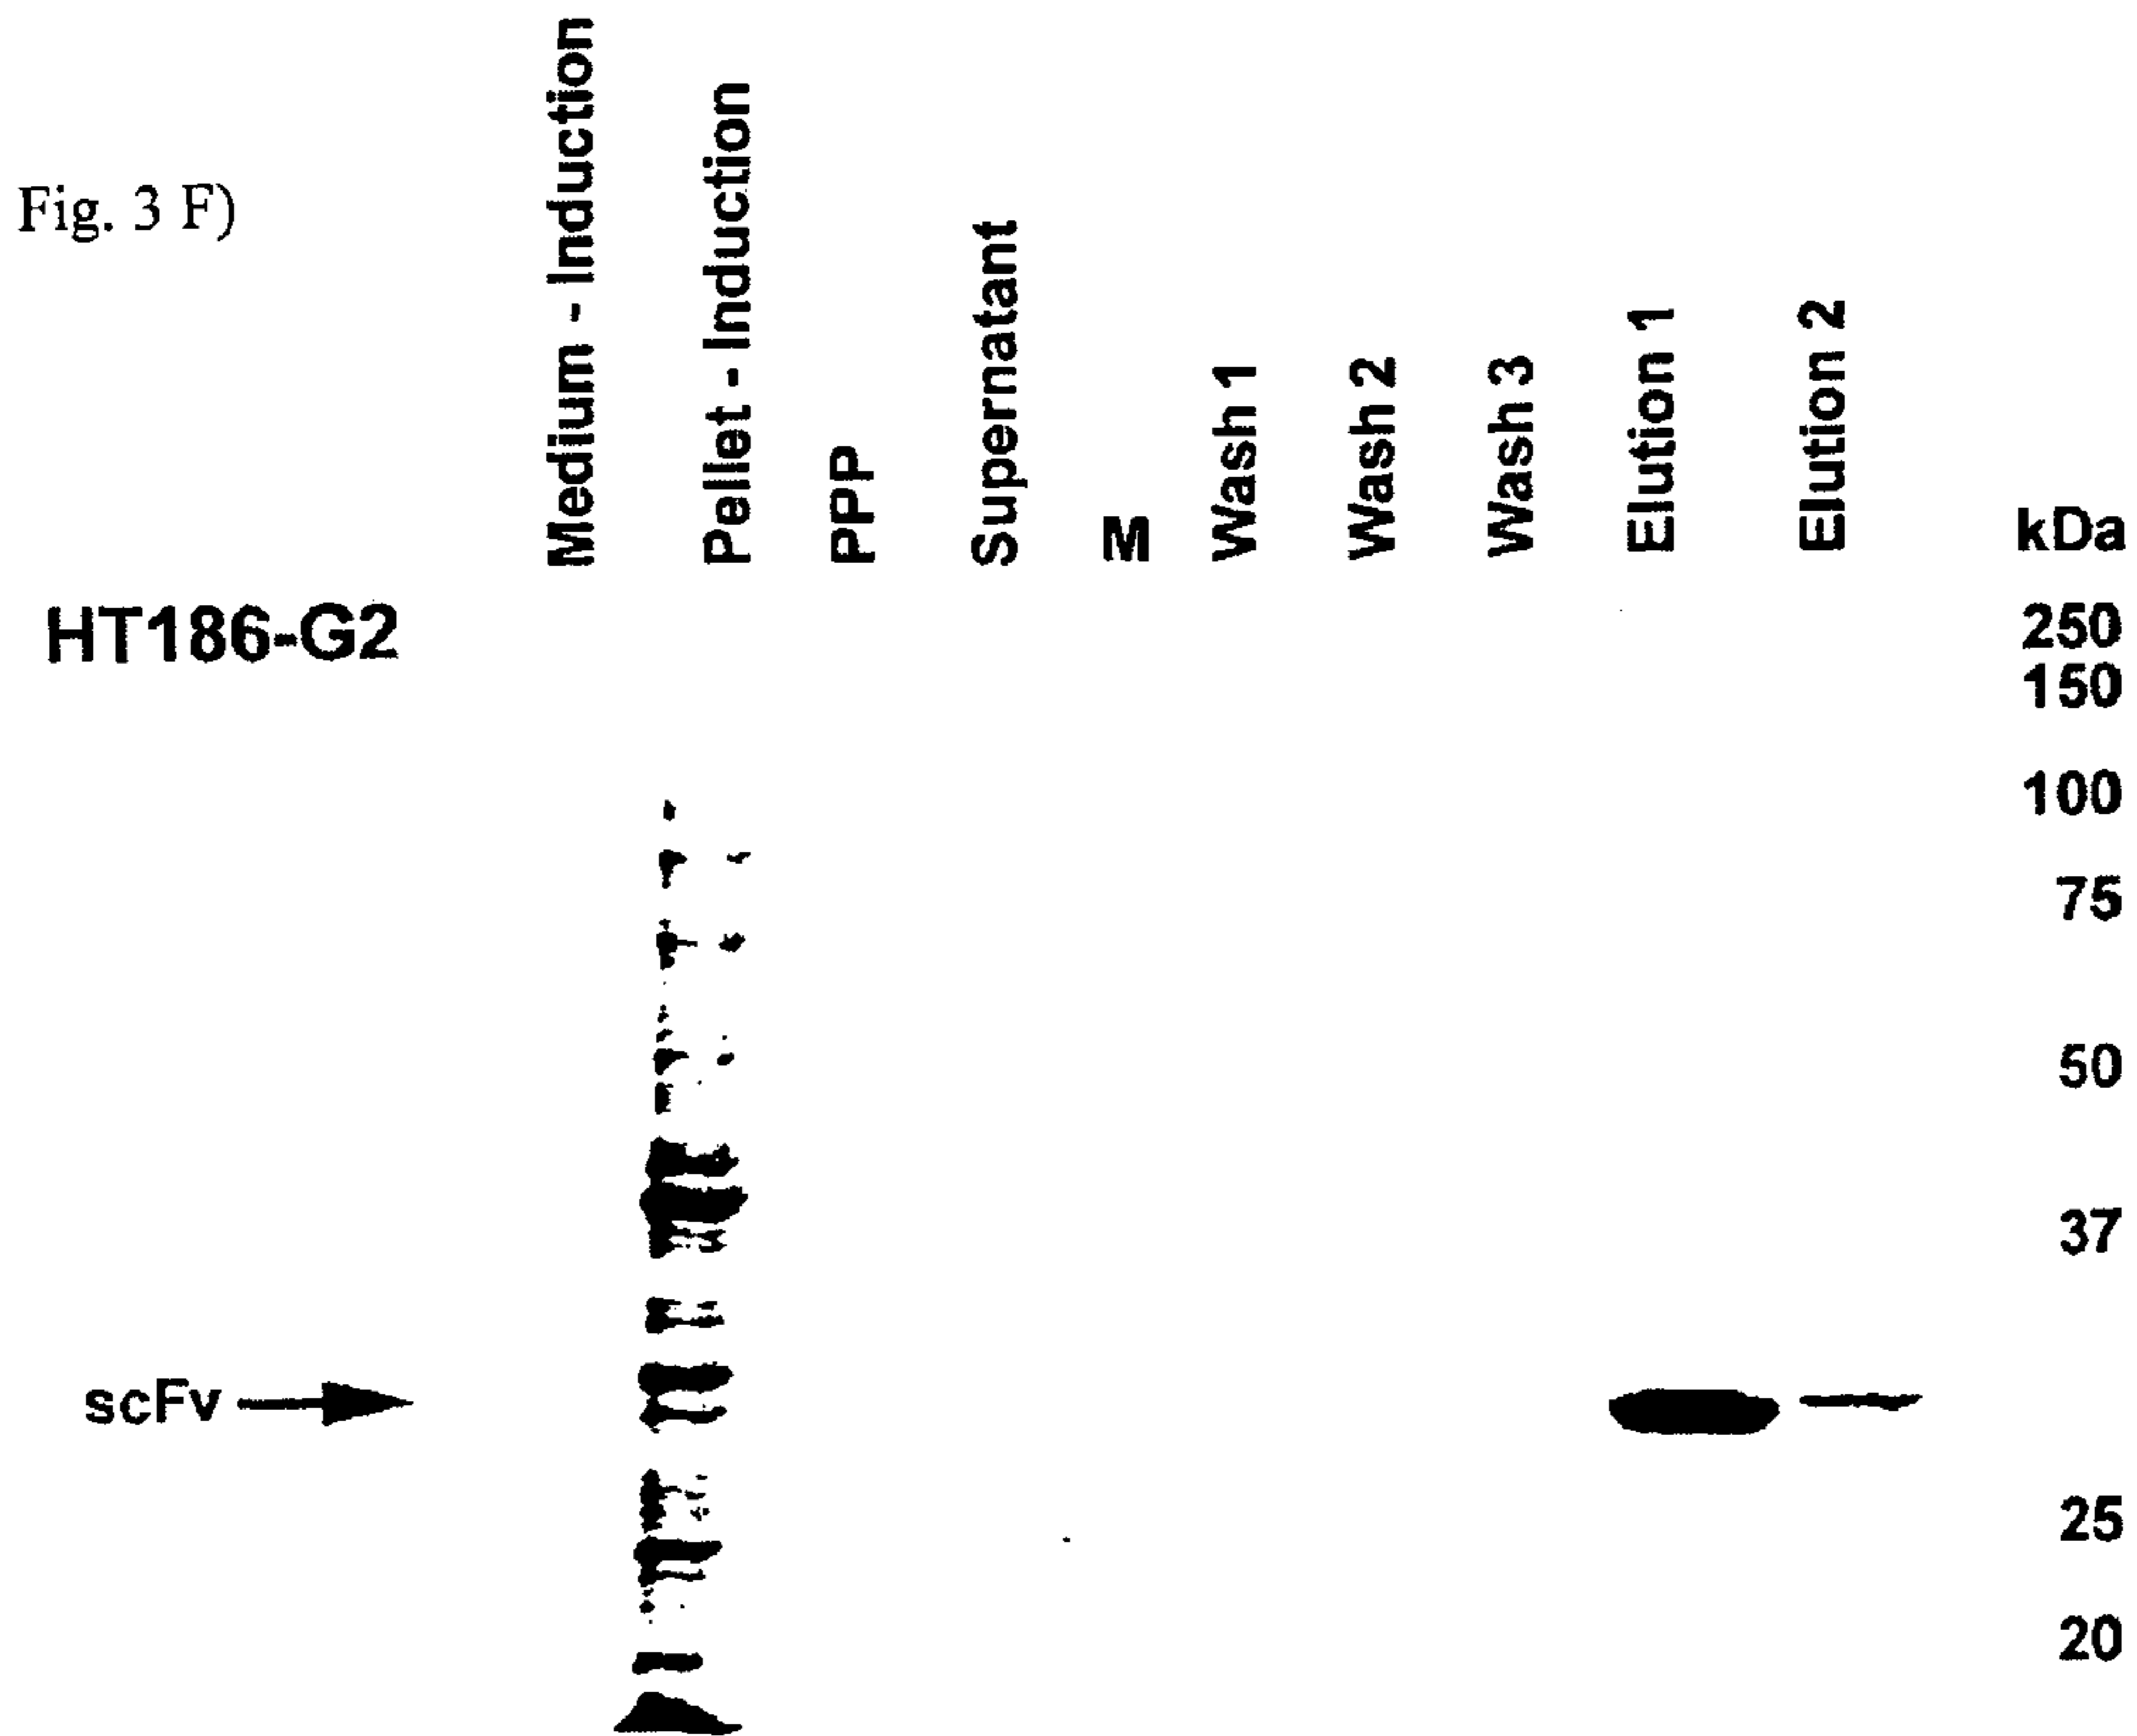 Fig. 3 F)
Medium - Induction
Pellet - Induction
PPP
Supernatant
M
Wash 1
Wash 2
Wash 3
Elution 1
Elution 2
kDa
HT186-G2
250
150
100
75
50
37
scFv
25
20